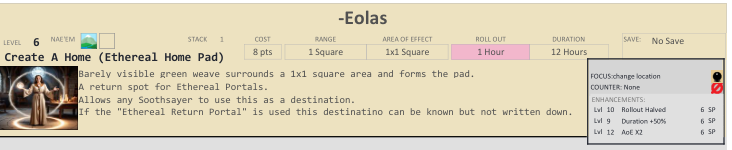 -Eolas
LEVEL 6 NAE'EM STACK 1 COST RANGE AREA OF EFFECT ROLL OUT DURATION SAVE: No Save
8 pts 1 Square 1x1 Square 1 Hour 12 Hours
Create A Home (Ethereal Home Pad)
Barely visible green weave surrounds a 1x1 square area and forms the pad.
A return spot for Ethereal Portals.
Allows any Soothsayer to use this as a destination.
If the "Ethereal Return Portal" is used this destinatino can be known but not written down.
FOCUS:change location
COUNTER: None
ENHANCEMENTS:
Lvl 10 Rollout Halved 6 SP
Lvl 9 Duration +50% 6 SP
Lvl 12 AoE X2 6 SP